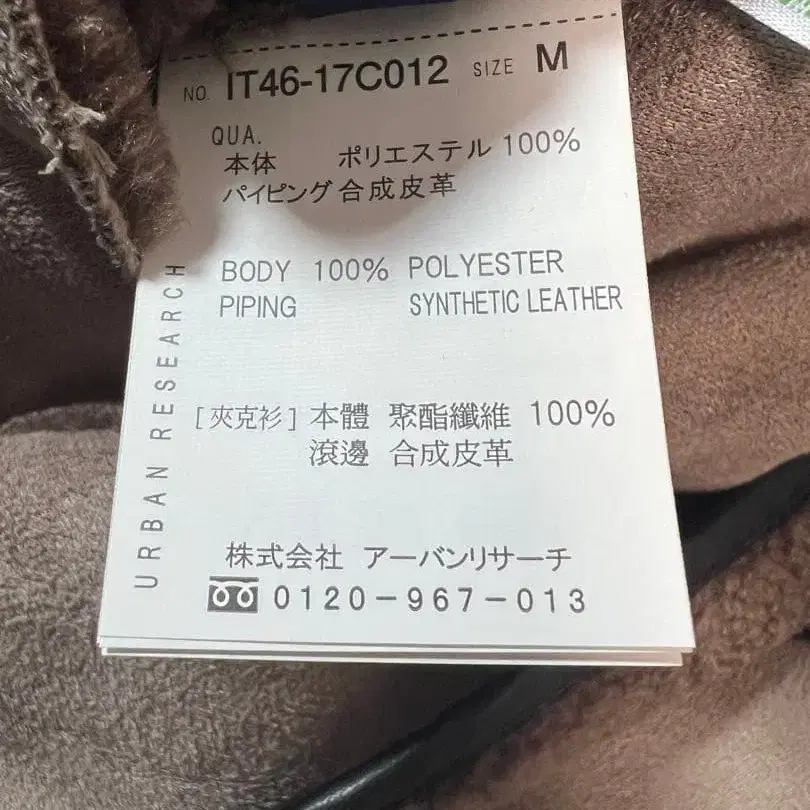 NO. IT46-17C012 SIZE M
QUA.
本体 ポリエステル 100%
パイピング 合成皮革
BODY 100% POLYESTER
PIPING SYNTHETIC LEATHER
[夾克衫] 本體 聚酯纖維 100%
滾邊 合成皮革
株式会社 アーバンリサーチ
0120-967-013
URBAN RESEARCH